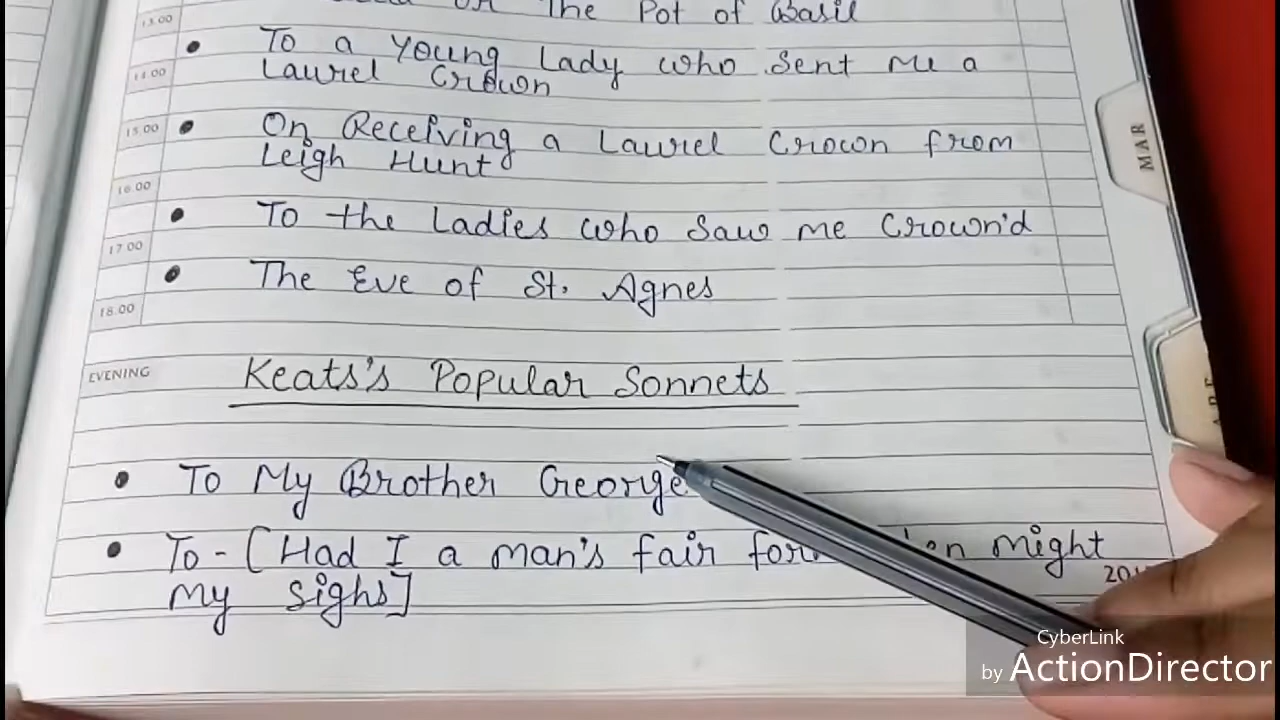 13.00 The Pot of Basil
• To a Young Lady who Sent me a
14.00 Laurel Crown
15.00 • On Receiving a Laurel Crown from
Leigh Hunt
16.00
• To the Ladies who Saw me Crown'd
17.00
• The Eve of St. Agnes
18.00
EVENING Keats's Popular Sonnets
• To My Brother George
• To - [Had I a man's fair might
my sighs]
MAR
CyberLink
by ActionDirector